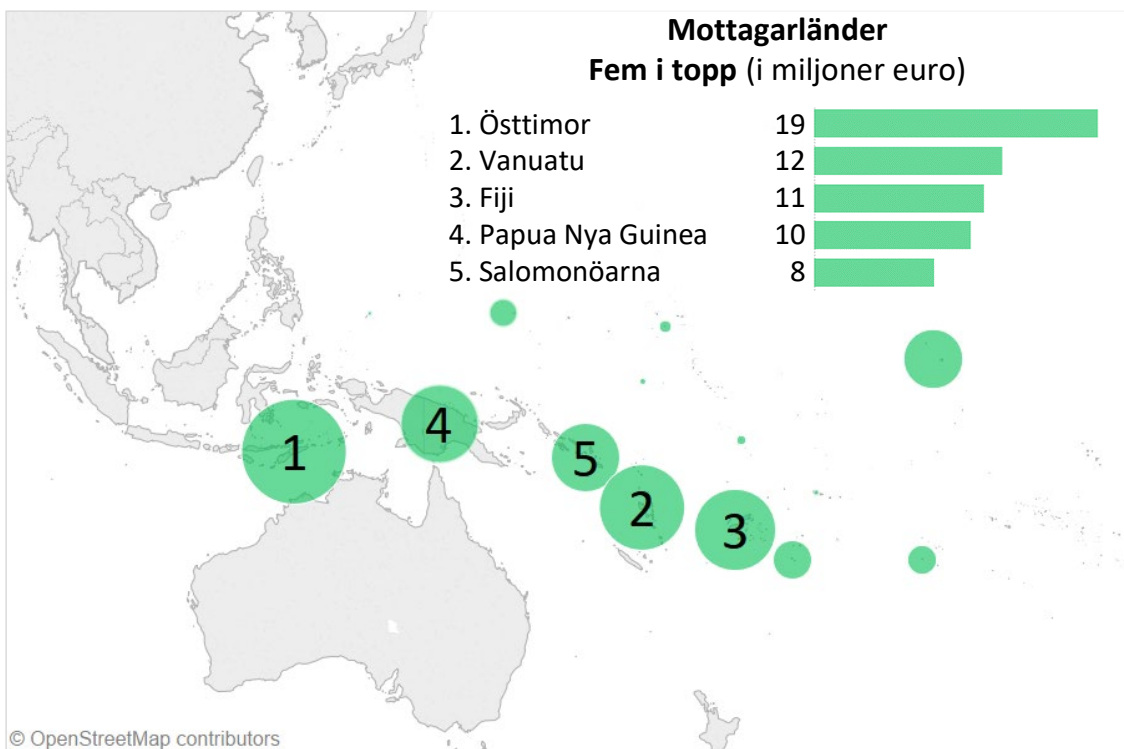 Mottagarländer
Fem i topp (i miljoner euro)
1. Östtimor 19
2. Vanuatu 12
3. Fiji 11
4. Papua Nya Guinea 10
5. Salomonöarna 8
4
1
5
2
3
© OpenStreetMap contributors